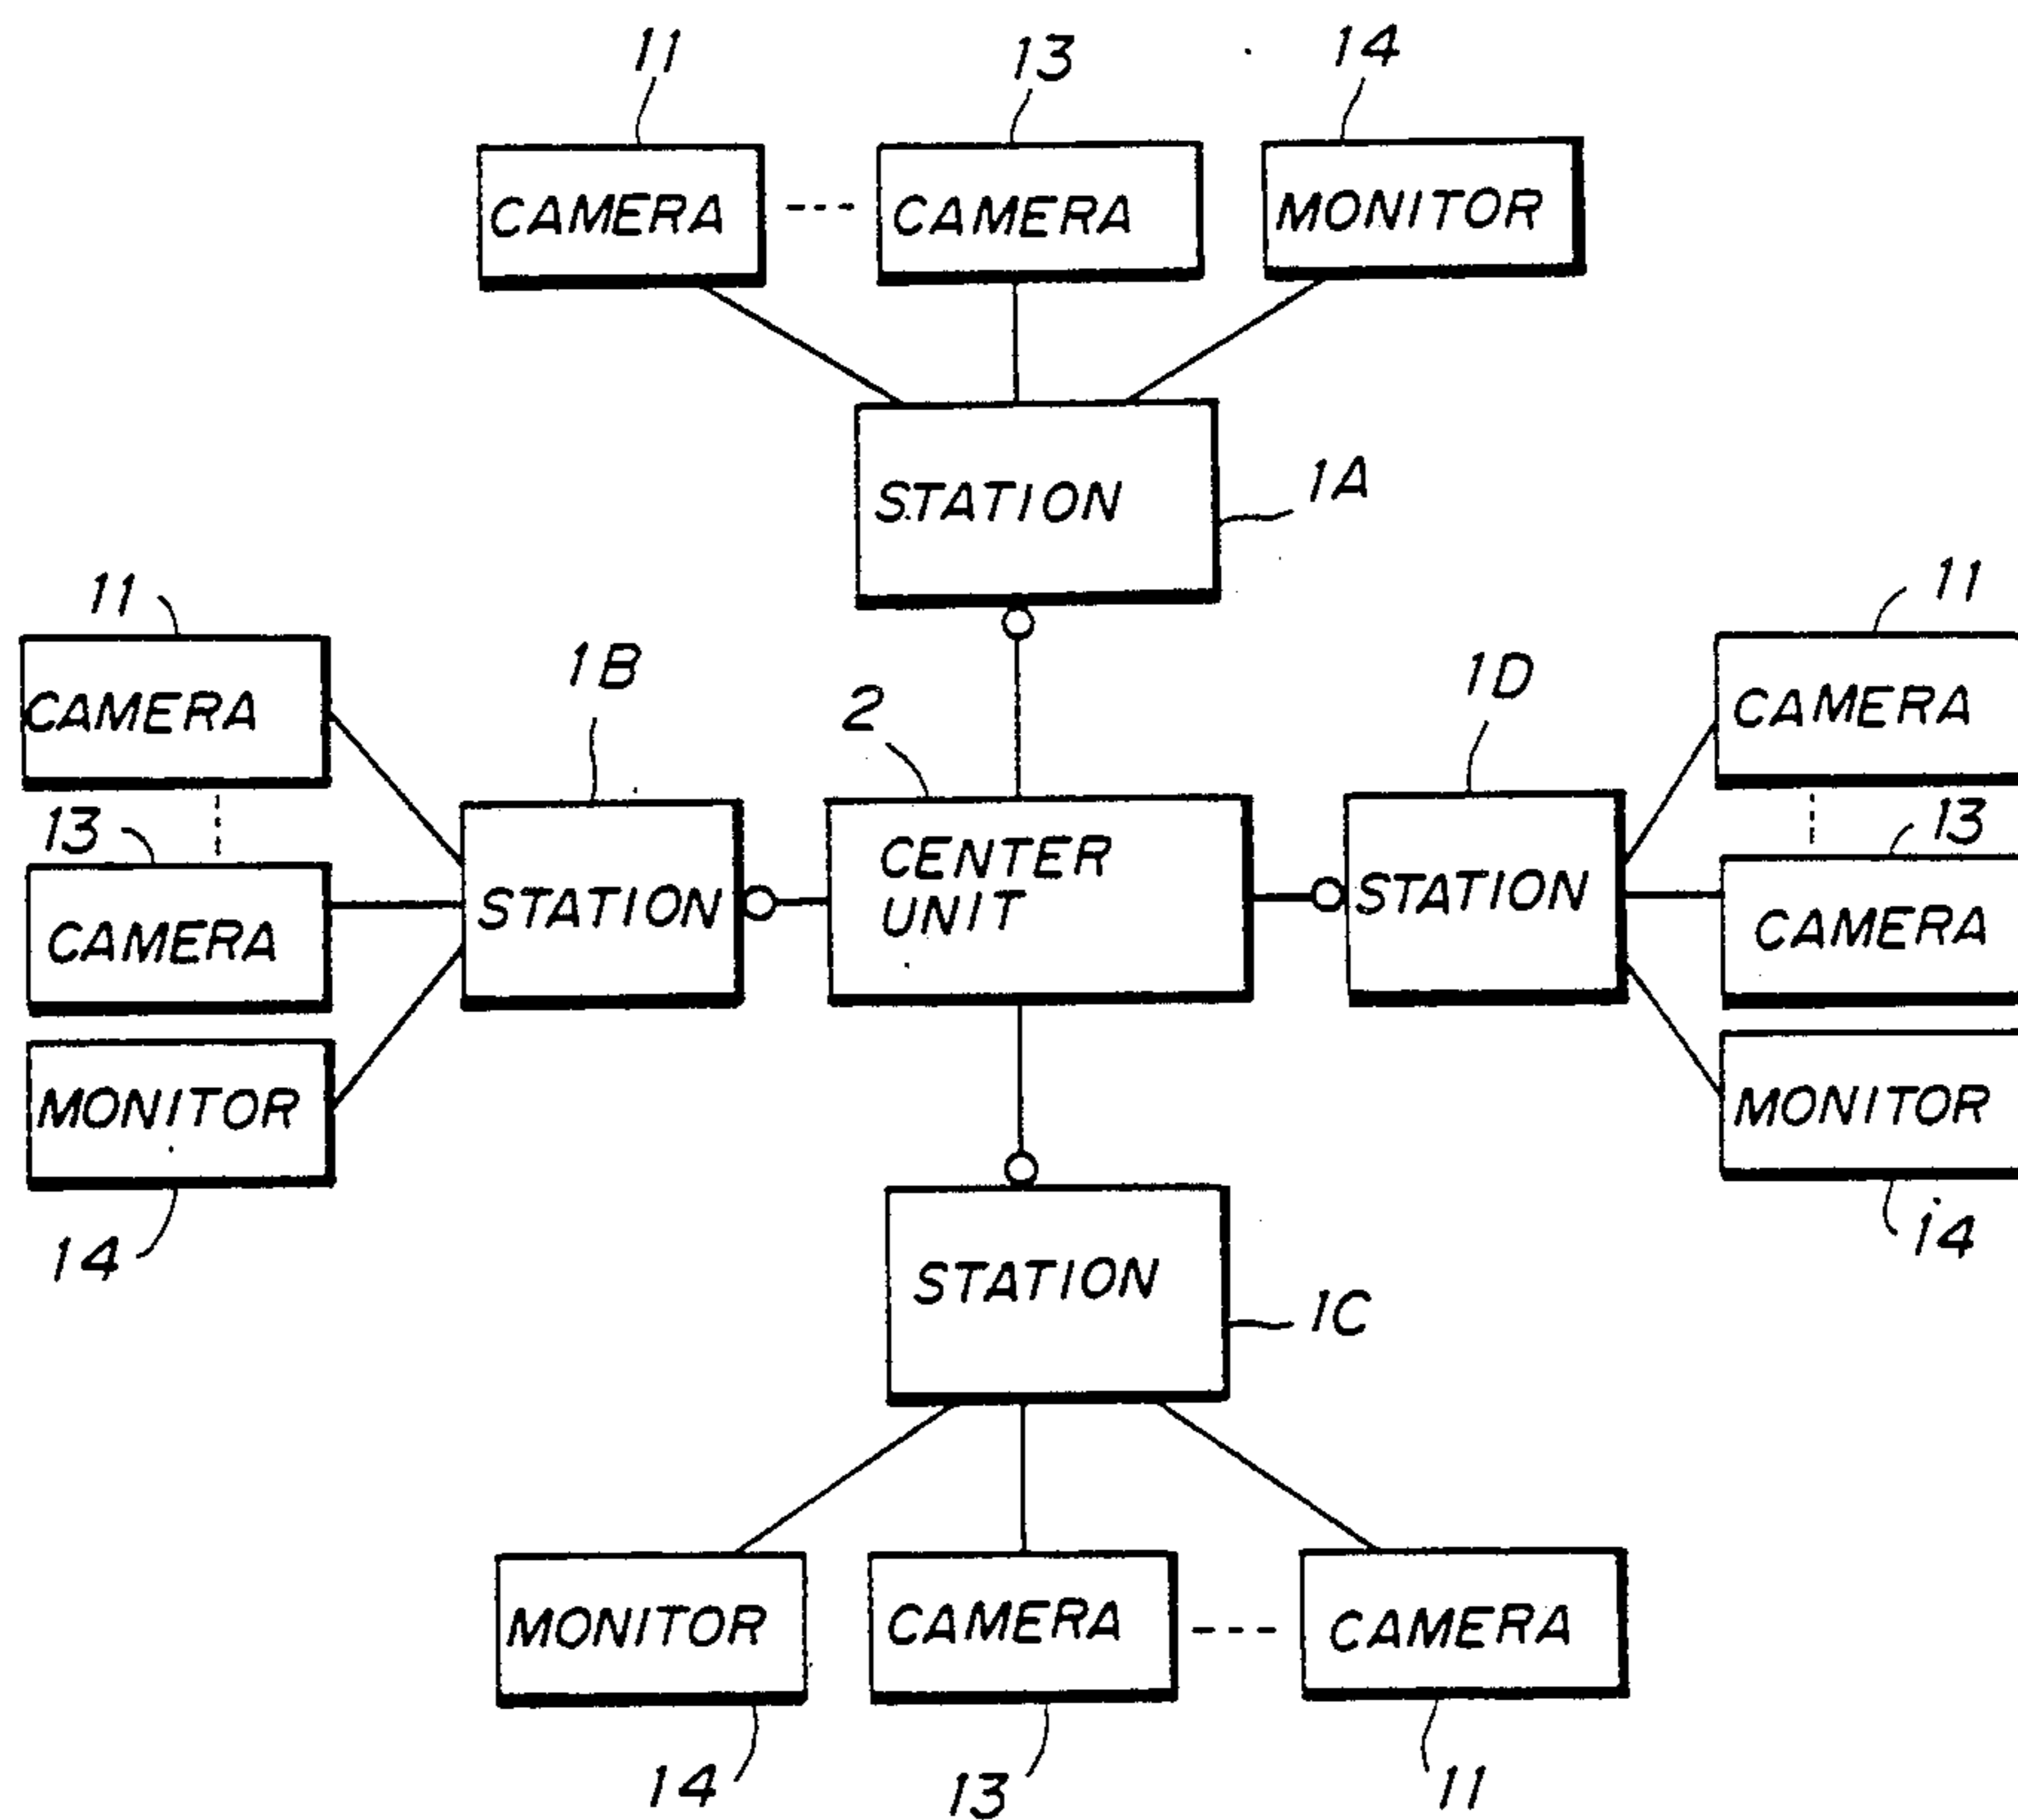 11
13
14
CAMERA
CAMERA
MONITOR
STATION
1A
11
1B
2
1D
11
CAMERA
CAMERA
13
13
CENTER
UNIT
STATION
STATION
CAMERA
CAMERA
MONITOR
MONITOR
14
14
STATION
1C
MONITOR
CAMERA
CAMERA
14
13
11